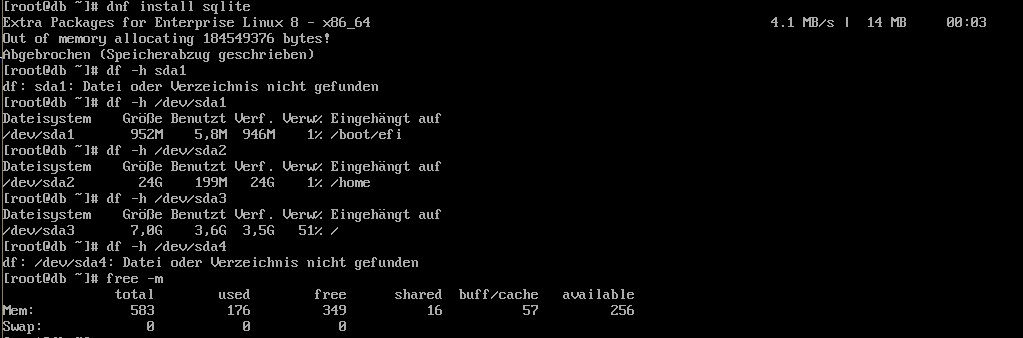 [root@db ~]# dnf install sqlite
Extra Packages for Enterprise Linux 8 - x86_64 4.1 MB/s | 14 MB 00:03
Out of memory allocating 184549376 bytes!
Abgebrochen (Speicherabzug geschrieben)
[root@db ~]# df -h sda1
df: sda1: Datei oder Verzeichnis nicht gefunden
[root@db ~]# df -h /dev/sda1
Dateisystem Größe Benutzt Verf. Verw% Eingehängt auf
/dev/sda1 952M 5,8M 946M 1% /boot/efi
[root@db ~]# df -h /dev/sda2
Dateisystem Größe Benutzt Verf. Verw% Eingehängt auf
/dev/sda2 24G 199M 24G 1% /home
[root@db ~]# df -h /dev/sda3
Dateisystem Größe Benutzt Verf. Verw% Eingehängt auf
/dev/sda3 7,0G 3,6G 3,5G 51% /
[root@db ~]# df -h /dev/sda4
df: /dev/sda4: Datei oder Verzeichnis nicht gefunden
[root@db ~]# free -m
total used free shared buff/cache available
Mem: 583 176 349 16 57 256
Swap: 0 0 0